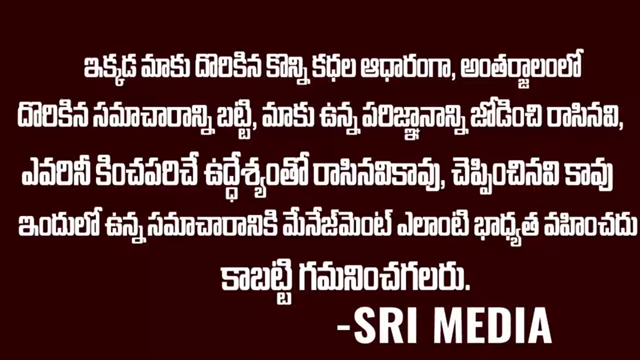 ఇక్కడ మాకు దొరికిన కొన్ని కధల ఆధారంగా, అంతర్జాలంలో
దొరికిన సమాచారాన్ని బట్టి, మాకు ఉన్న పరిజ్ఞానాన్ని జోడించి రాసినవి,
ఎవరినీ కించపరిచే ఉద్ధేశ్యంతో రాసినవికావు, చెప్పించినవి కావు
ఇందులో ఉన్న సమాచారానికి మేనేజ్‌మెంట్ ఎలాంటి భాధ్యత వహించదు
కాబట్టి గమనించగలరు.
-SRI MEDIA